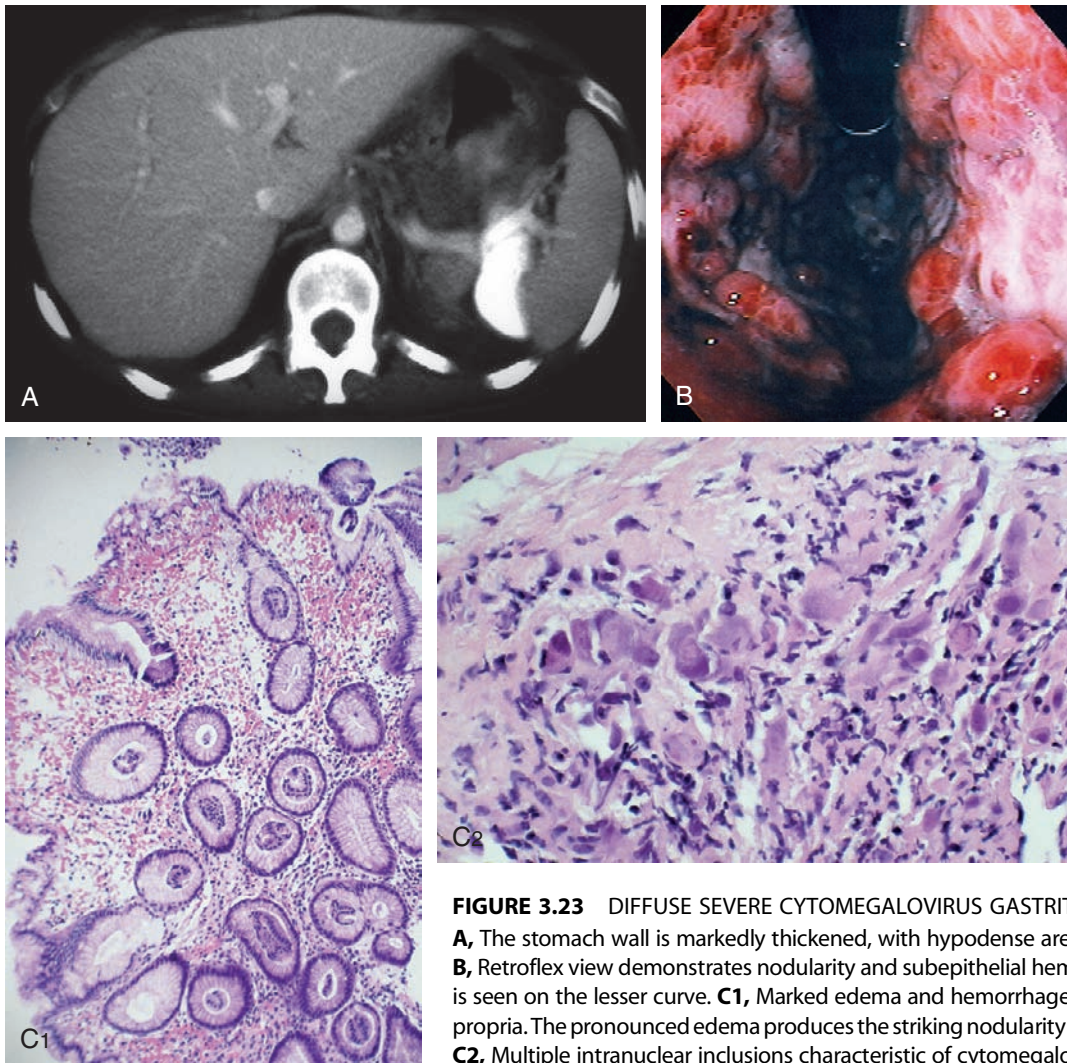 A
B
C1
C2
FIGURE 3.23 DIFFUSE SEVERE CYTOMEGALOVIRUS GASTRIT
A, The stomach wall is markedly thickened, with hypodense are
B, Retroflex view demonstrates nodularity and subepithelial hem
is seen on the lesser curve. C1, Marked edema and hemorrhage
propria. The pronounced edema produces the striking nodularity
C2, Multiple intranuclear inclusions characteristic of cytomegalo